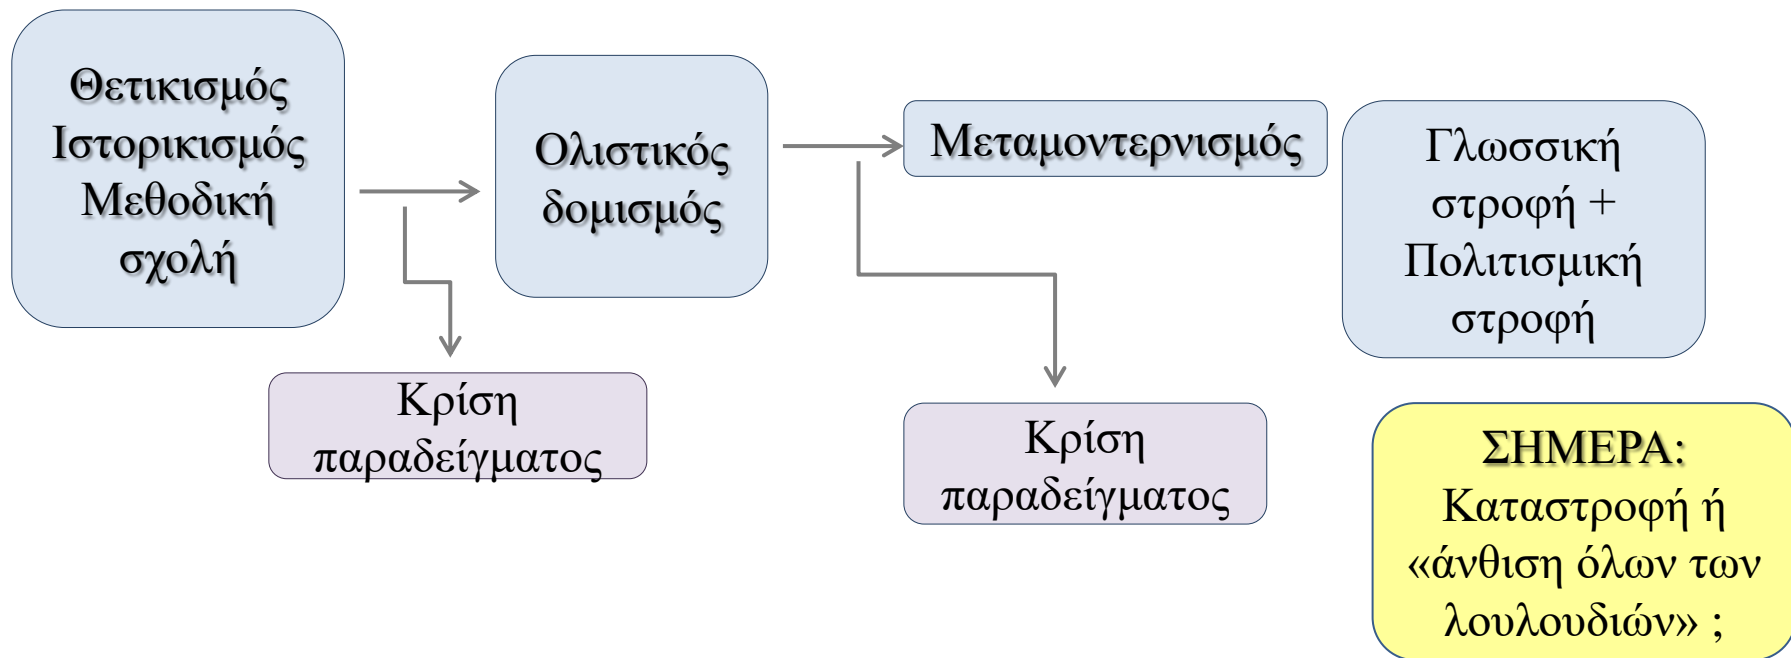 Θετικισμός
Ιστορικισμός
Μεθοδική
σχολή
Ολιστικός
δομισμός
Μεταμοντερνισμός
Γλωσσική
στροφή +
Πολιτισμική
στροφή
Κρίση
παραδείγματος
Κρίση
παραδείγματος
ΣΗΜΕΡΑ:
Καταστροφή ή
«άνθιση όλων των
λουλουδιών» ;